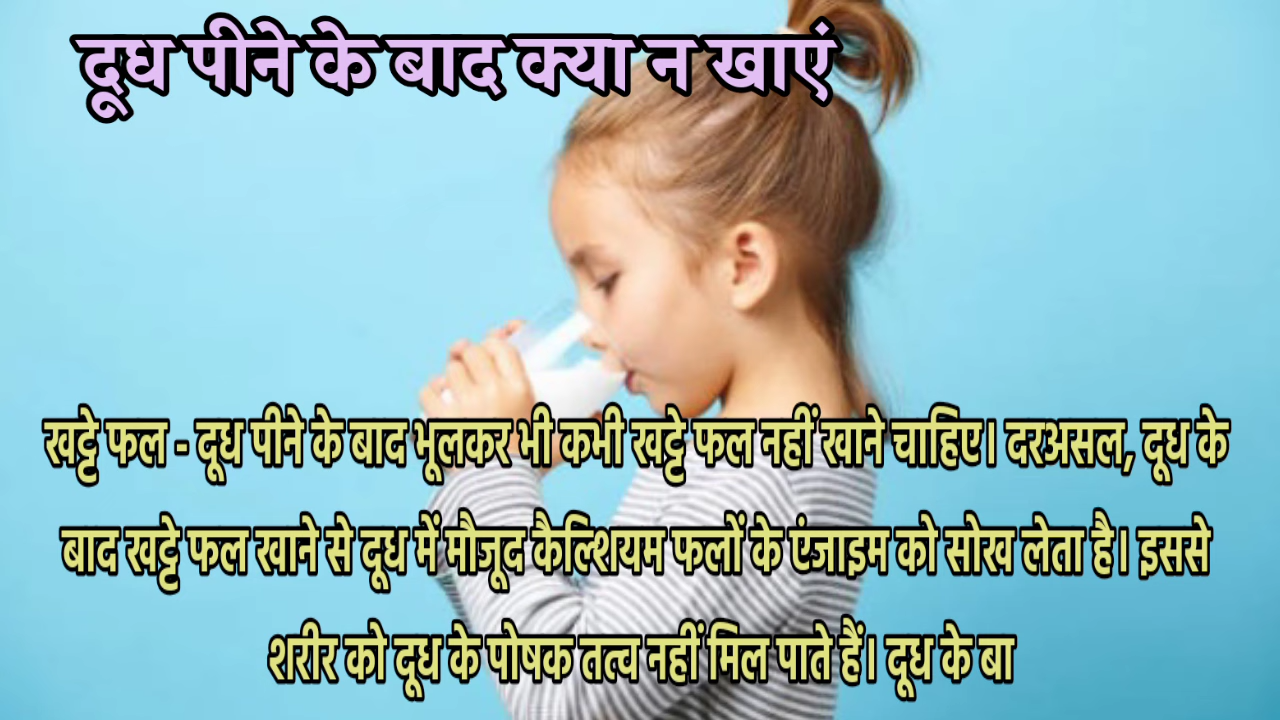 दूध पीने के बाद क्या न खाएं
खट्टे फल - दूध पीने के बाद भूलकर भी कभी खट्टे फल नहीं खाने चाहिए। दरअसल, दूध के
बाद खट्टे फल खाने से दूध में मौजूद कैल्शियम फलों के एंजाइम को सोख लेता है। इससे
शरीर को दूध के पोषक तत्व नहीं मिल पाते हैं। दूध के बा